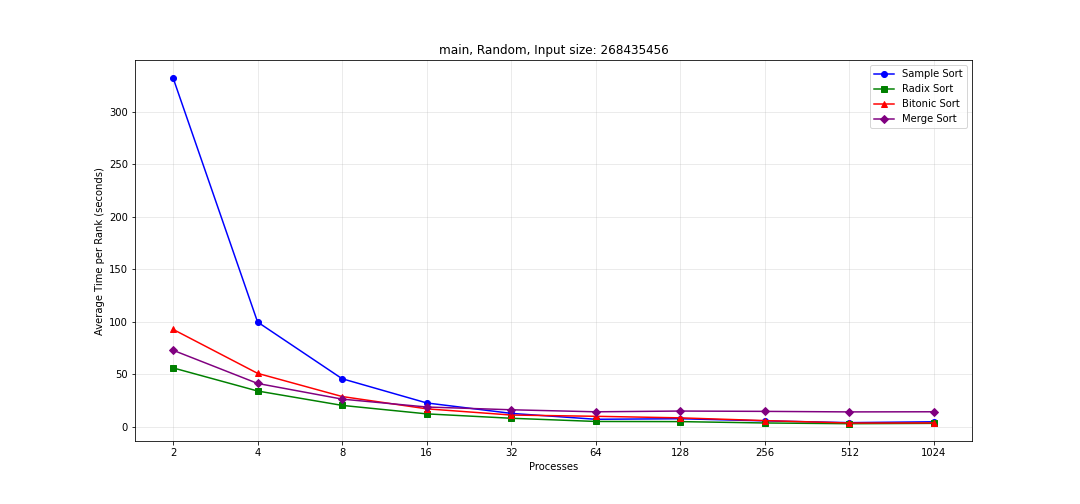 main, Random, Input size: 268435456
Sample Sort
Radix Sort
Bitonic Sort
Merge Sort
Average Time per Rank (seconds)
300
250
200
150
100
50
0
2 4 8 16 32 64 128 256 512 1024
Processes